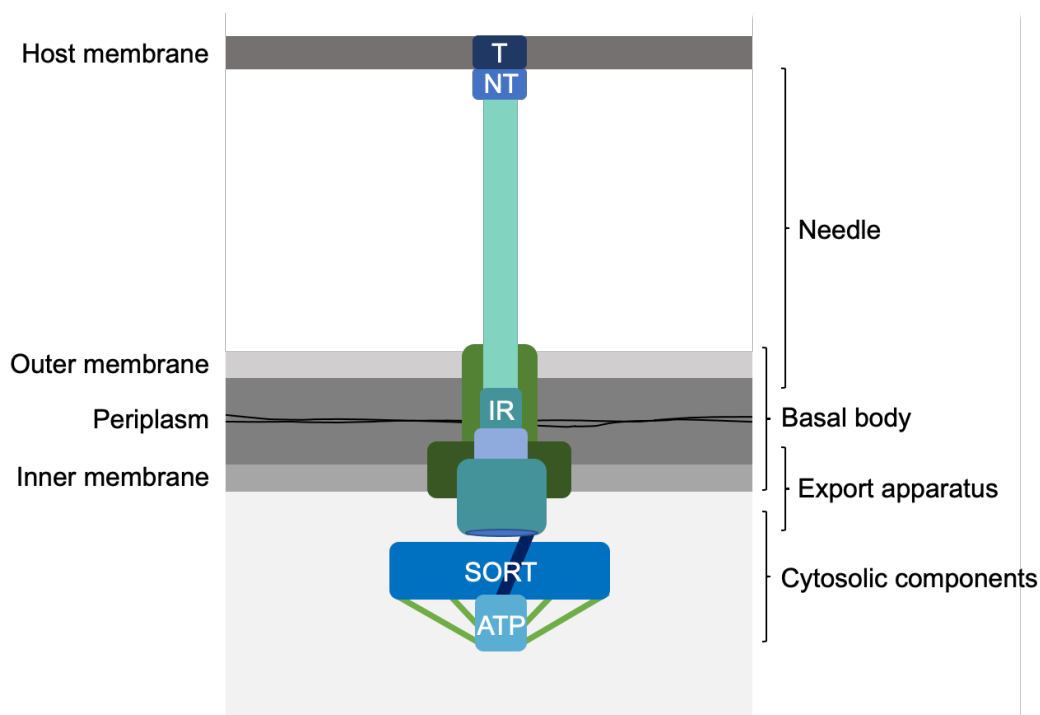 Host membrane
T
NT
Needle
Outer membrane
Periplasm
IR
Basal body
Inner membrane
Export apparatus
SORT
Cytosolic components
ATP